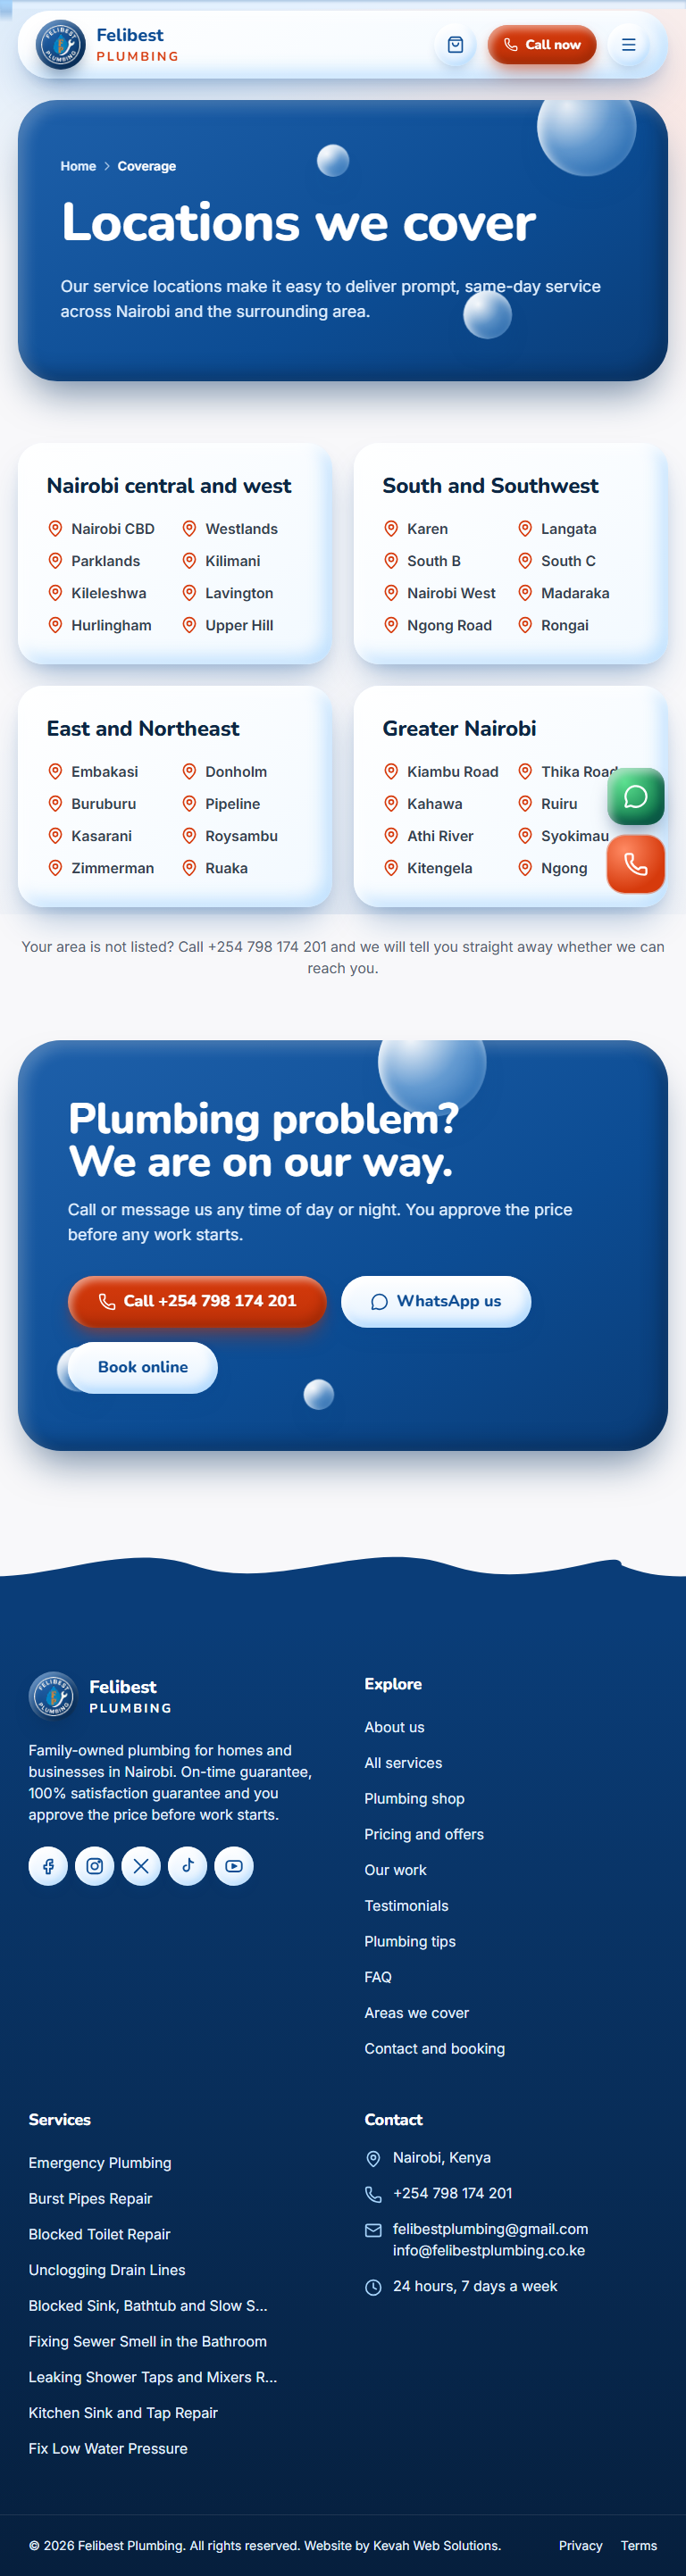 FELIBEST
PLUMBING
Felibest
PLUMBING
Call now
Home > Coverage
Locations we cover
Our service locations make it easy to deliver prompt, same-day service
across Nairobi and the surrounding area.
Nairobi central and west
Nairobi CBD
Westlands
Parklands
Kilimani
Kileleshwa
Lavington
Hurlingham
Upper Hill
South and Southwest
Karen
Langata
South B
South C
Nairobi West
Madaraka
Ngong Road
Rongai
East and Northeast
Embakasi
Donholm
Buruburu
Pipeline
Kasarani
Roysambu
Zimmerman
Ruaka
Greater Nairobi
Kiambu Road
Thika Road
Kahawa
Ruiru
Athi River
Syokimau
Kitengela
Ngong
Your area is not listed? Call +254 798 174 201 and we will tell you straight away whether we can
reach you.
Plumbing problem?
We are on our way.
Call or message us any time of day or night. You approve the price
before any work starts.
Call +254 798 174 201
WhatsApp us
Book online
FELIBEST
PLUMBING
Felibest
PLUMBING
Family-owned plumbing for homes and
businesses in Nairobi. On-time guarantee,
100% satisfaction guarantee and you
approve the price before work starts.
Explore
About us
All services
Plumbing shop
Pricing and offers
Our work
Testimonials
Plumbing tips
FAQ
Areas we cover
Contact and booking
Services
Emergency Plumbing
Burst Pipes Repair
Blocked Toilet Repair
Unclogging Drain Lines
Blocked Sink, Bathtub and Slow S...
Fixing Sewer Smell in the Bathroom
Leaking Shower Taps and Mixers R...
Kitchen Sink and Tap Repair
Fix Low Water Pressure
Contact
Nairobi, Kenya
+254 798 174 201
felibestplumbing@gmail.com
info@felibestplumbing.co.ke
24 hours, 7 days a week
© 2026 Felibest Plumbing. All rights reserved. Website by Kevah Web Solutions.
Privacy
Terms